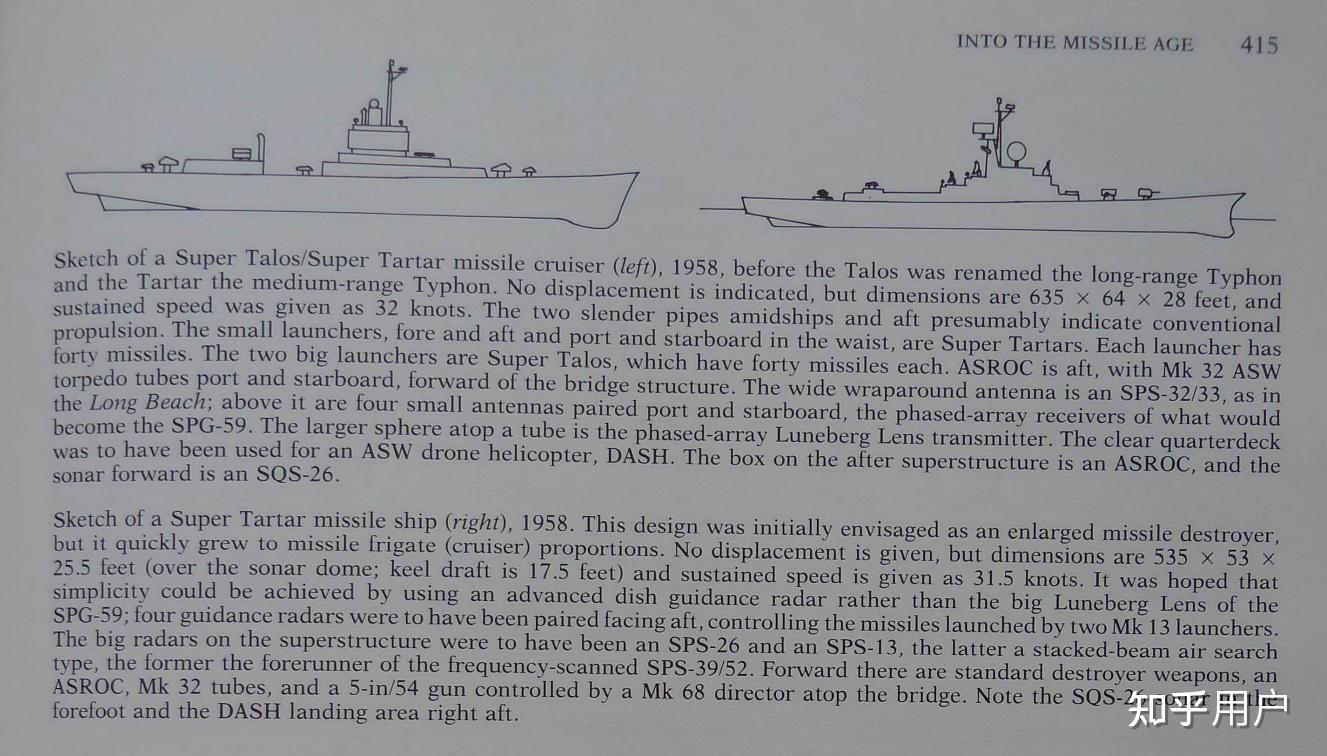 INTO THE MISSILE AGE 415
Sketch of a Super Talos/Super Tartar missile cruiser (left), 1958, before the Talos was renamed the long-range Typhon
and the Tartar the medium-range Typhon. No displacement is indicated, but dimensions are 635 × 64 × 28 feet, and
sustained speed was given as 32 knots. The two slender pipes amidships and aft presumably indicate conventional
propulsion. The small launchers, fore and aft and port and starboard in the waist, are Super Tartars. Each launcher has
forty missiles. The two big launchers are Super Talos, which have forty missiles each. ASROC is aft, with Mk 32 ASW
torpedo tubes port and starboard, forward of the bridge structure. The wide wraparound antenna is an SPS-32/33, as in
the Long Beach; above it are four small antennas paired port and starboard, the phased-array receivers of what would
become the SPG-59. The larger sphere atop a tube is the phased-array Luneberg Lens transmitter. The clear quarterdeck
was to have been used for an ASW drone helicopter, DASH. The box on the after superstructure is an ASROC, and the
sonar forward is an SQS-26.
Sketch of a Super Tartar missile ship (right), 1958. This design was initially envisaged as an enlarged missile destroyer,
but it quickly grew to missile frigate (cruiser) proportions. No displacement is given, but dimensions are 535 × 53 ×
25.5 feet (over the sonar dome; keel draft is 17.5 feet) and sustained speed is given as 31.5 knots. It was hoped that
simplicity could be achieved by using an advanced dish guidance radar rather than the big Luneberg Lens of the
SPG-59; four guidance radars were to have been paired facing aft, controlling the missiles launched by two Mk 13 launchers.
The big radars on the superstructure were to have been an SPS-26 and an SPS-13, the latter a stacked-beam air search
type, the former the forerunner of the frequency-scanned SPS-39/52. Forward there are standard destroyer weapons, an
ASROC, Mk 32 tubes, and a 5-in/54 gun controlled by a Mk 68 director atop the bridge. Note the the
forefoot and the DASH landing area right aft.
知乎用户